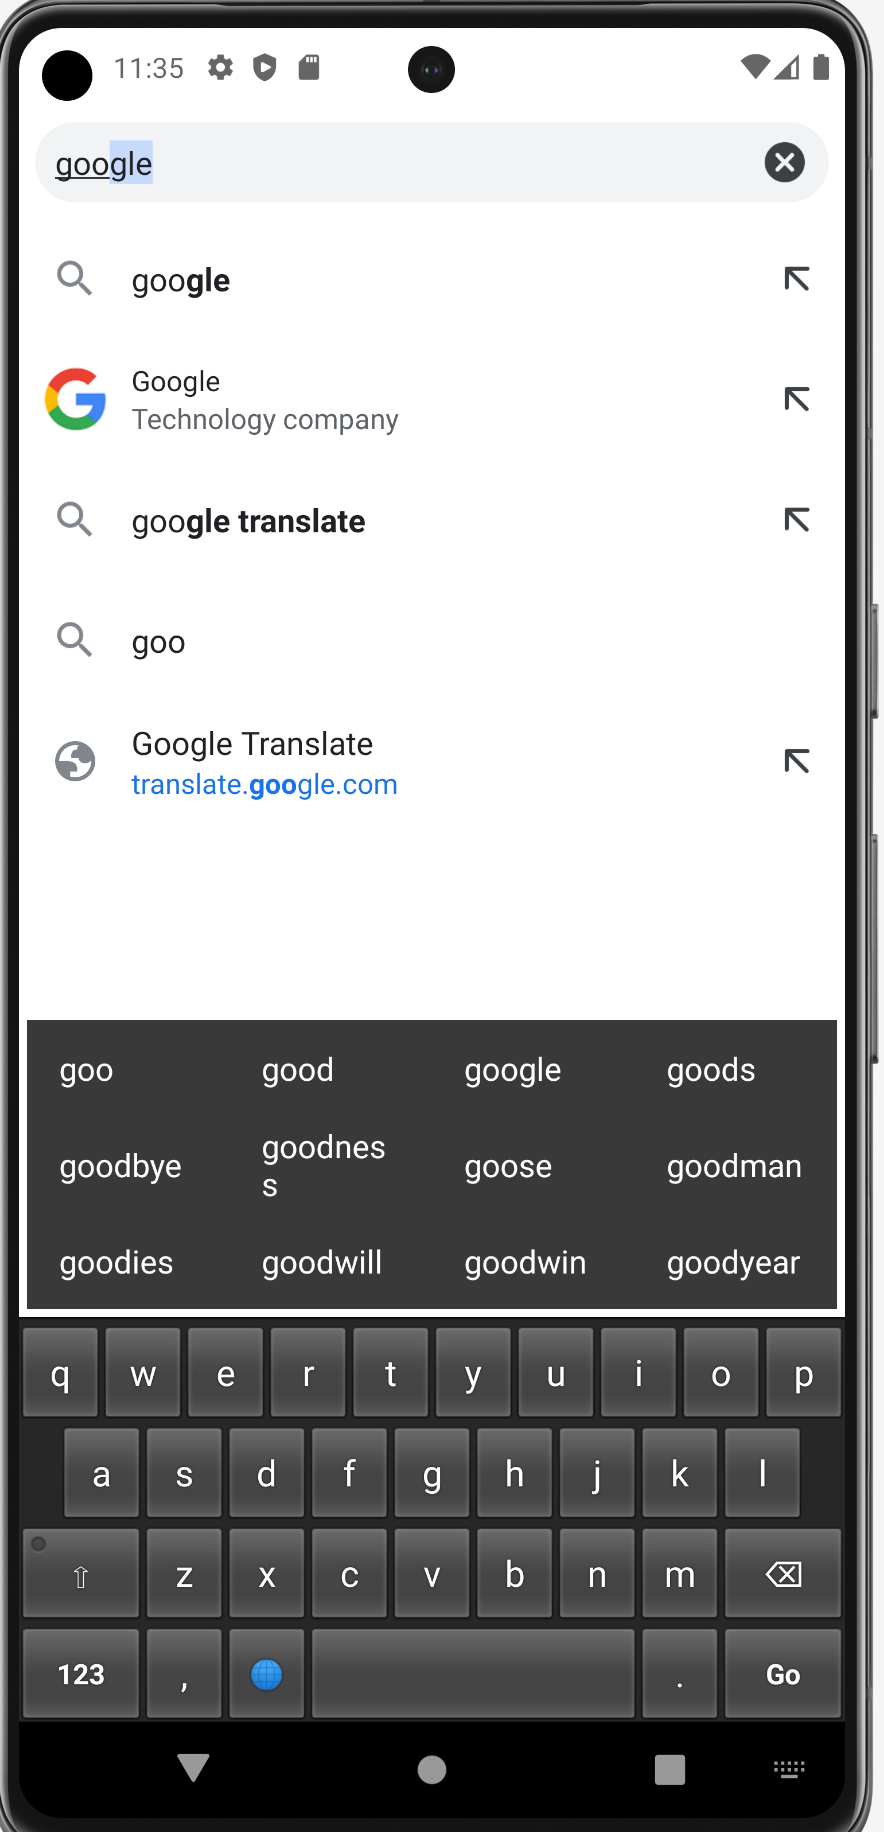 11:35
google
google
Google
Technology company
google translate
goo
Google Translate
translate.google.com
goo good google goods
goodbye goodnes
s goose goodman
goodies goodwill goodwin goodyear
q w e r t y u i o p
a s d f g h j k l
⇧ z x c v b n m
123 , . Go